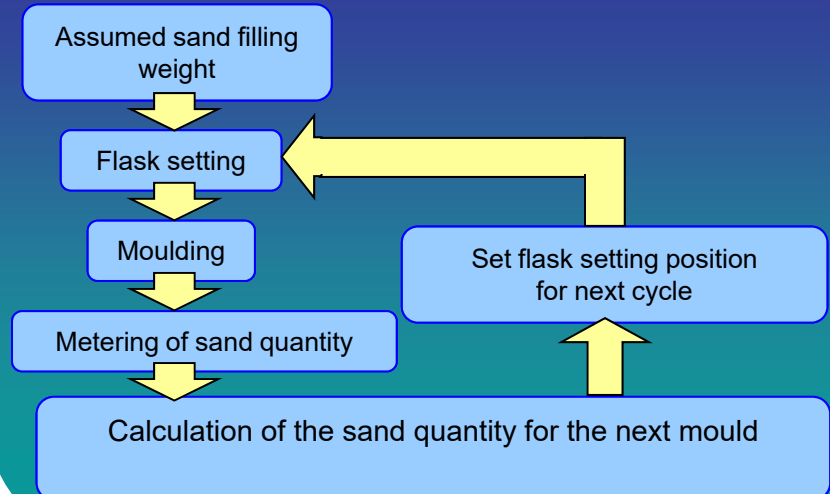 Assumed sand filling
weight
Flask setting
Moulding
Metering of sand quantity
Calculation of the sand quantity for the next mould
Set flask setting position
for next cycle